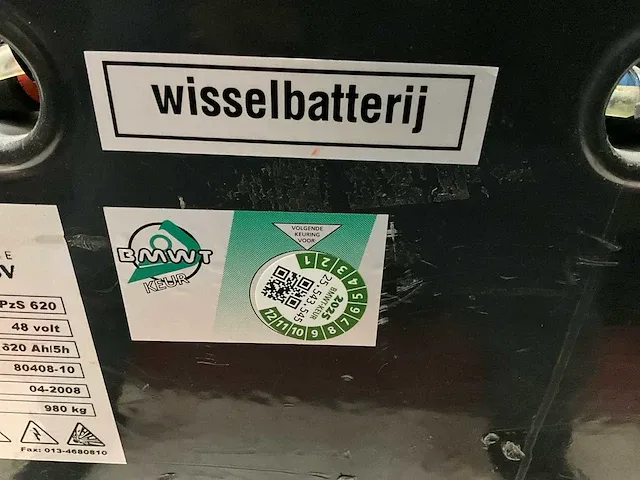 wisselbatterij
BMWT
KEUR
VOLGENDE
KEURING
VOOR:
1 2 3 4 5 6 7 8 9 10 11 12
25.543.545
BMWT KEUR
2025
E
V
PzS 620
48 volt
620 Ah/5h
80408-10
04-2008
980 kg
Fax: 013-4680810